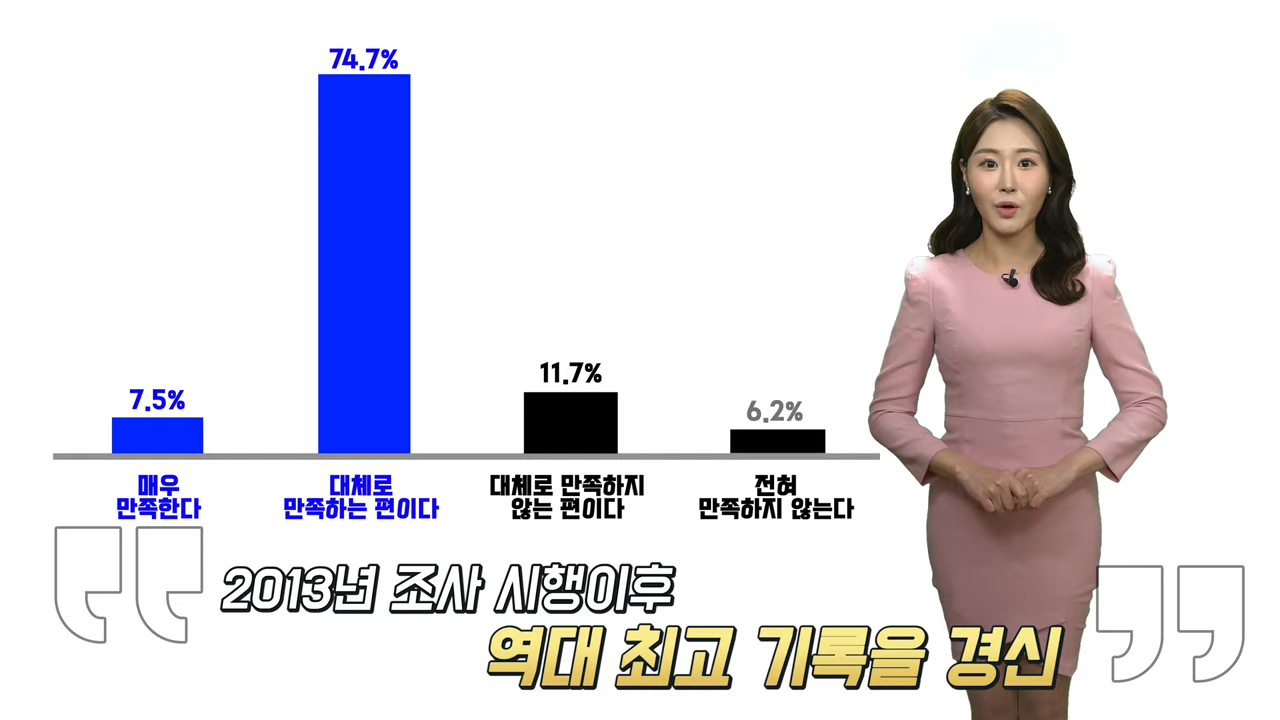 74.7%
11.7%
7.5%
6.2%
매우
만족한다
대체로
만족하는 편이다
대체로 만족하지
않는 편이다
전혀
만족하지 않는다
2013년 조사 시행이후
역대 최고 기록을 경신